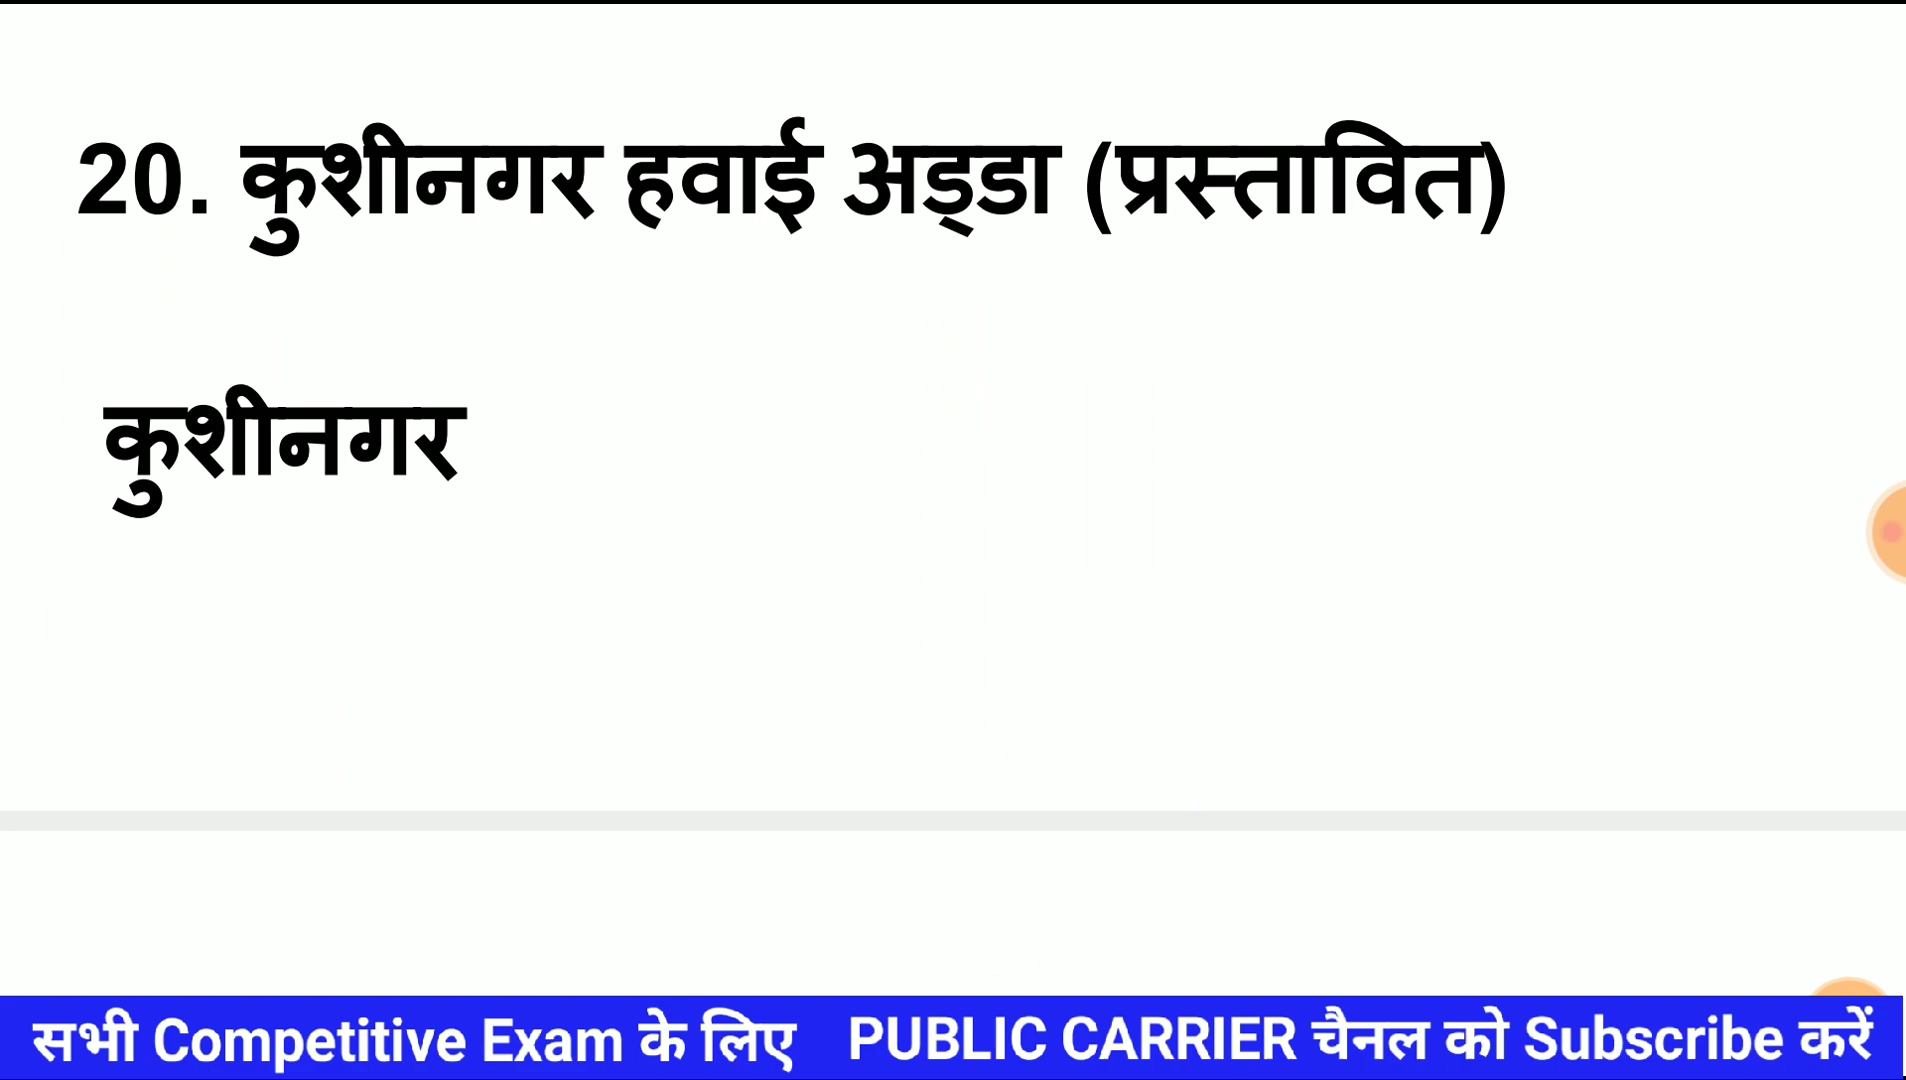 20. कुशीनगर हवाई अड्डा (प्रस्तावित)
कुशीनगर
सभी Competitive Exam के लिए PUBLIC CARRIER चैनल को Subscribe करें